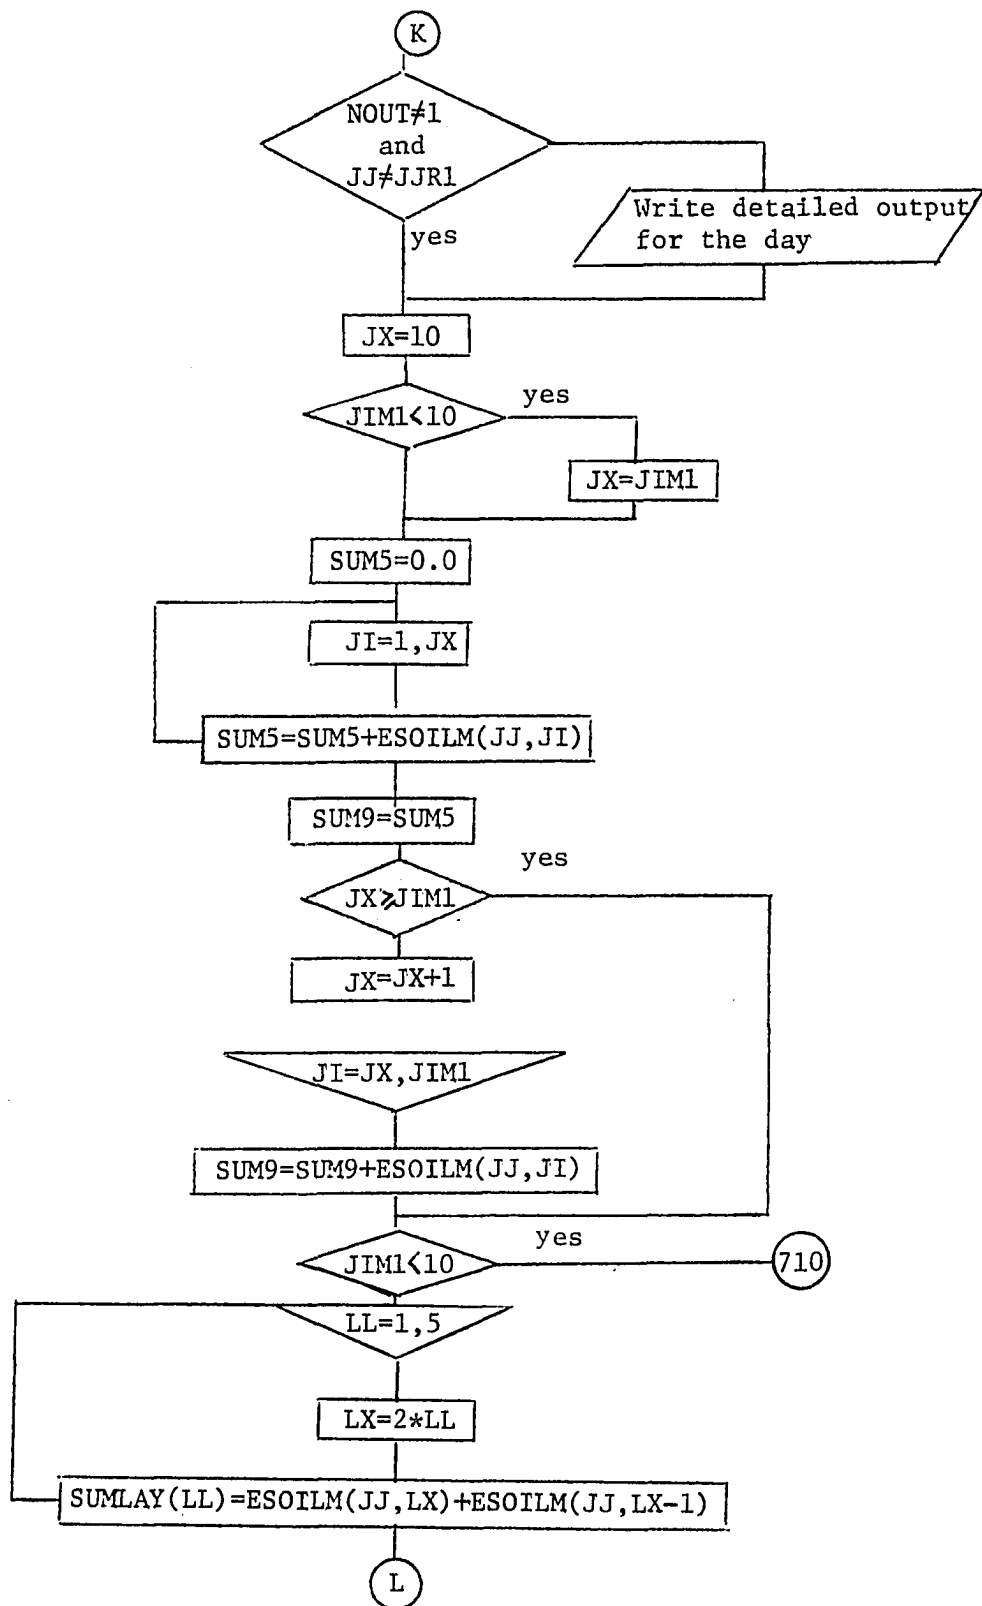 K
NOUT≠1
and
JJ≠JJR1
yes
Write detailed output
for the day
JX=10
JIM1<10
yes
JX=JIM1
SUM5=0.0
JI=1,JX
SUM5=SUM5+ESOILM(JJ,JI)
SUM9=SUM5
yes
JX⩾JIM1
JX=JX+1
JI=JX,JIM1
SUM9=SUM9+ESOILM(JJ,JI)
JIM1<10
yes
710
LL=1,5
LX=2*LL
SUMLAY(LL)=ESOILM(JJ,LX)+ESOILM(JJ,LX-1)
L